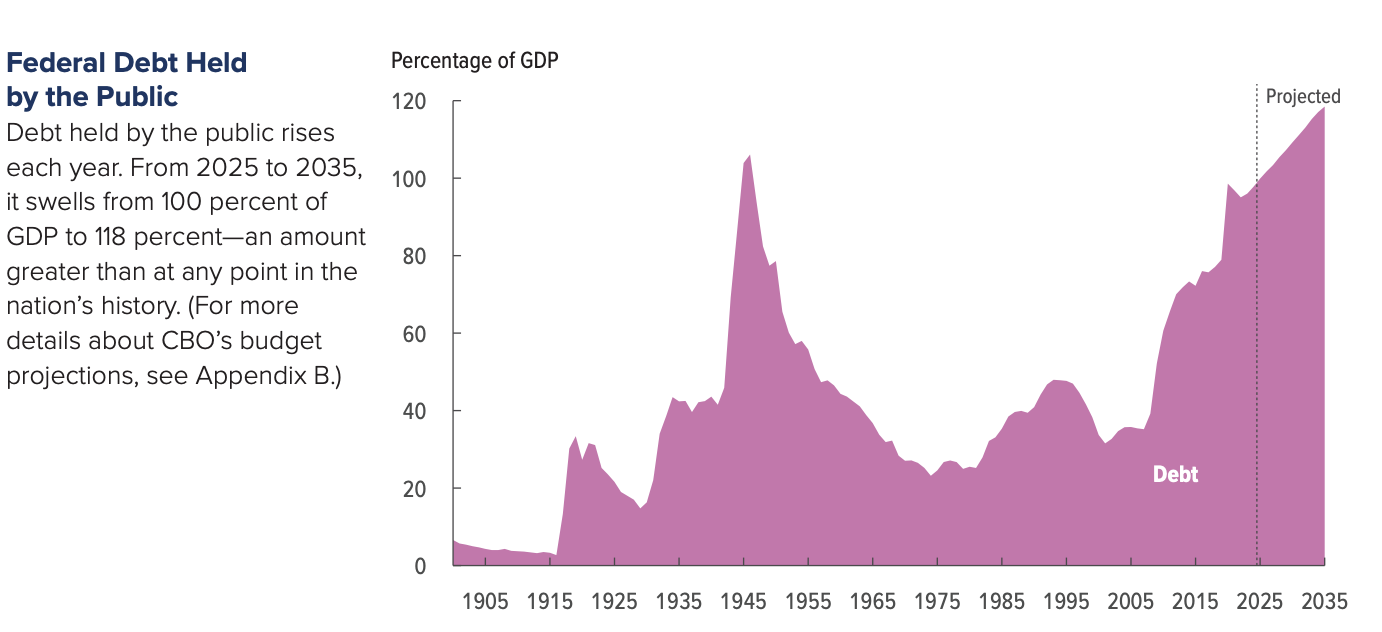 Federal Debt Held
by the Public
Debt held by the public rises
each year. From 2025 to 2035,
it swells from 100 percent of
GDP to 118 percent—an amount
greater than at any point in the
nation’s history. (For more
details about CBO’s budget
projections, see Appendix B.)
Percentage of GDP
120
Projected
100
80
60
40
Debt
20
0
1905 1915 1925 1935 1945 1955 1965 1975 1985 1995 2005 2015 2025 2035